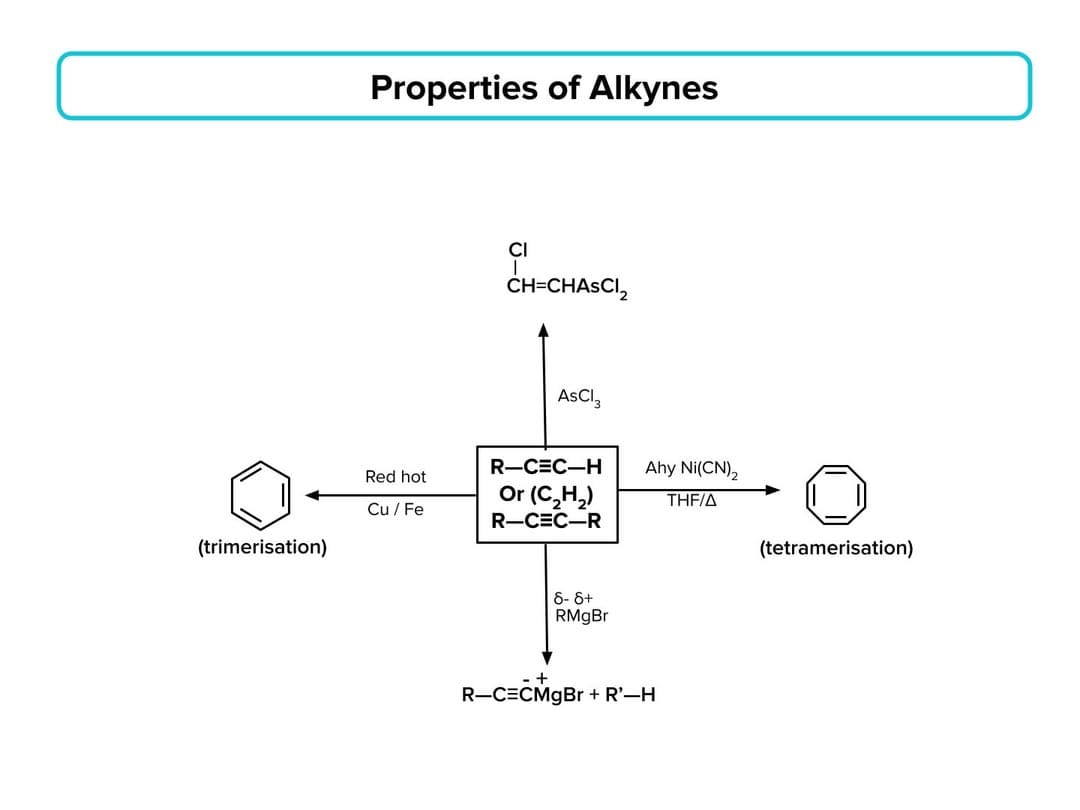 Properties of Alkynes
Cl
CH=CHAsCl₂
AsCl₃
R—C≡C—H
Or (C₂H₂)
R—C≡C—R
Red hot
Cu / Fe
(trimerisation)
Ahy Ni(CN)₂
THF/Δ
(tetramerisation)
δ- δ+
RMgBr
- +
R—C≡CMgBr + R’—H